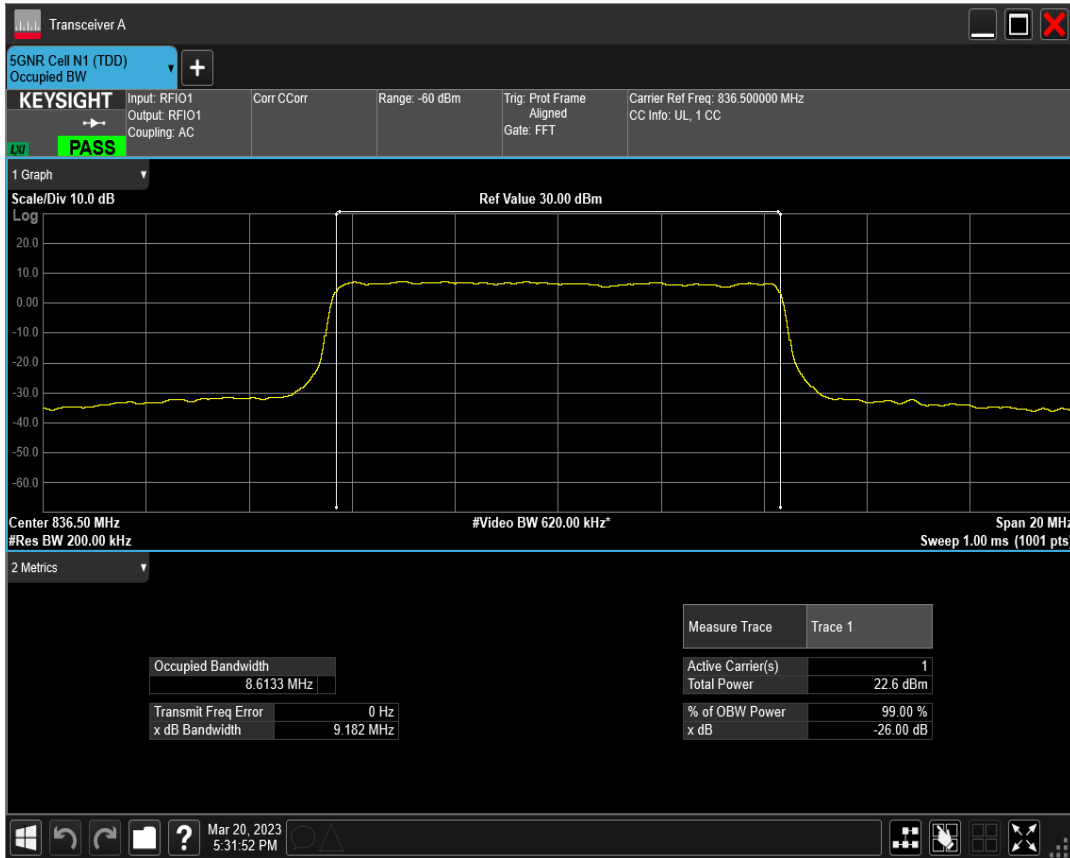 Transceiver A
5GNR Cell N1 (TDD)
Occupied BW
+
KEYSIGHT
LXI
PASS
Input: RFIO1
Output: RFIO1
Coupling: AC
Corr CCorr
Range: -60 dBm
Trig: Prot Frame
Aligned
Gate: FFT
Carrier Ref Freq: 836.500000 MHz
CC Info: UL, 1 CC
1 Graph
Scale/Div 10.0 dB
Ref Value 30.00 dBm
Log
20.0
10.0
0.00
-10.0
-20.0
-30.0
-40.0
-50.0
-60.0
Center 836.50 MHz
#Video BW 620.00 kHz*
Span 20 MHz
#Res BW 200.00 kHz
Sweep 1.00 ms (1001 pts)
2 Metrics
Measure Trace Trace 1
Occupied Bandwidth
8.6133 MHz
Active Carrier(s) 1
Total Power 22.6 dBm
Transmit Freq Error 0 Hz
x dB Bandwidth 9.182 MHz
% of OBW Power 99.00 %
x dB -26.00 dB
?
Mar 20, 2023
5:31:52 PM